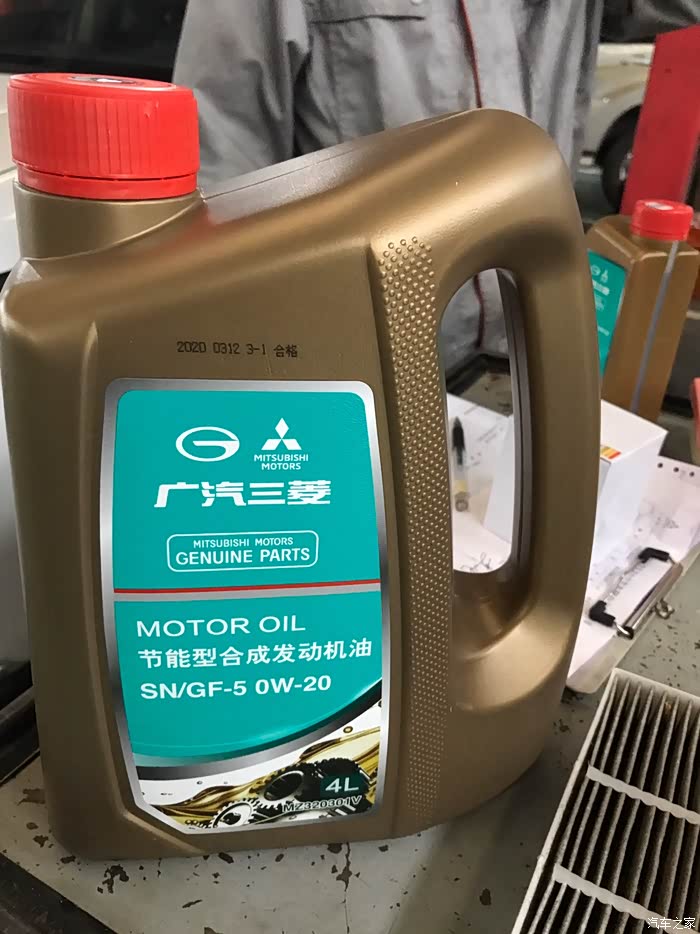 2020 0312 3-1 合格
MITSUBISHI
MOTORS
广汽三菱
MITSUBISHI MOTORS
GENUINE PARTS
MOTOR OIL
节能型合成发动机油
SN/GF-5 0W-20
4L
MZ320301V
汽车之家